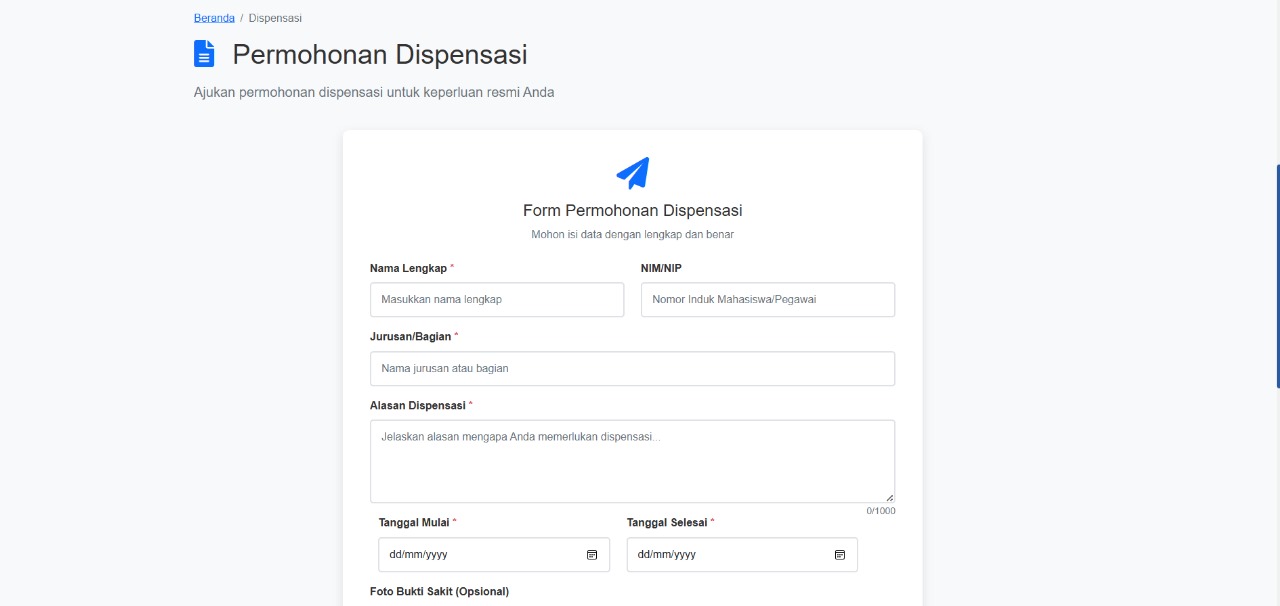 Beranda / Dispensasi
Permohonan Dispensasi
Ajukan permohonan dispensasi untuk keperluan resmi Anda
Form Permohonan Dispensasi
Mohon isi data dengan lengkap dan benar
Nama Lengkap * NIM/NIP
Masukkan nama lengkap Nomor Induk Mahasiswa/Pegawai
Jurusan/Bagian *
Nama jurusan atau bagian
Alasan Dispensasi *
Jelaskan alasan mengapa Anda memerlukan dispensasi...
0/1000
Tanggal Mulai * Tanggal Selesai *
dd/mm/yyyy dd/mm/yyyy
Foto Bukti Sakit (Opsional)